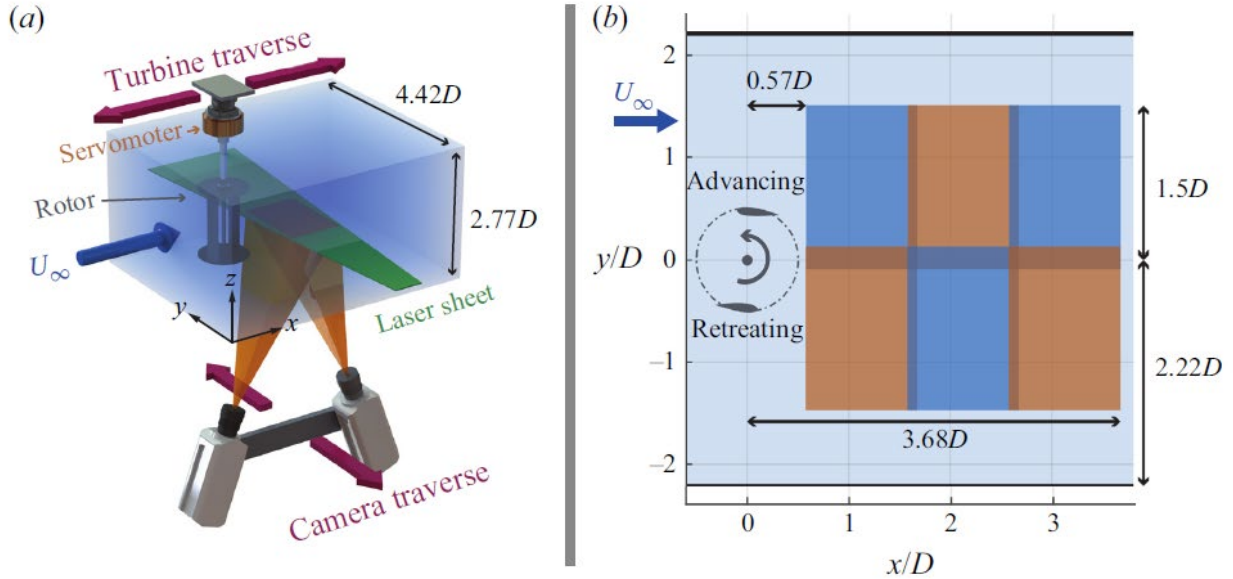 (a)
Turbine traverse
4.42D
Servomoter
Rotor
2.77D
U∞
z
y
x
Laser sheet
Camera traverse
(b)
2
0.57D
U∞
1
Advancing
1.5D
y/D
0
Retreating
−1
2.22D
3.68D
−2
0 1 2 3
x/D